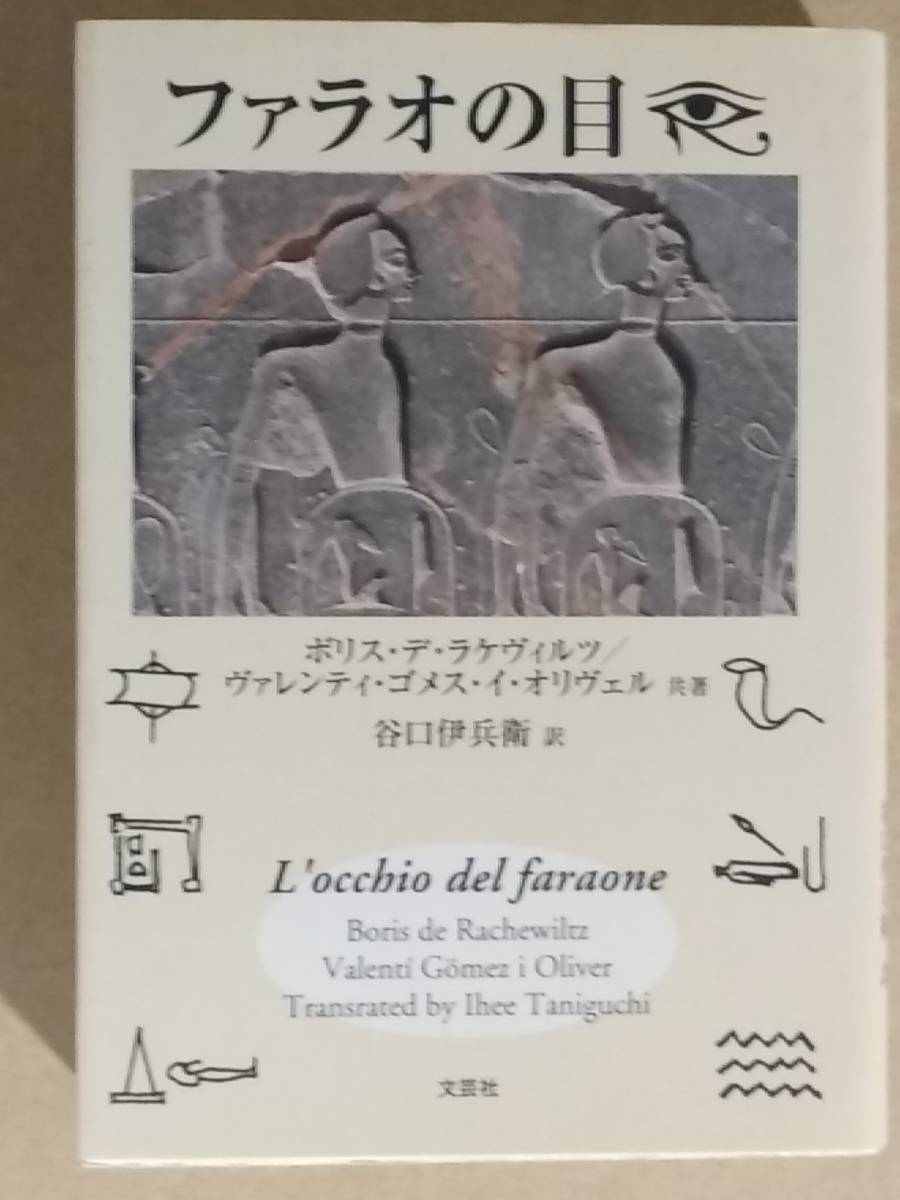 ファラオの目
ボリス・デ・ラケヴィルツ／
ヴァレンティ・ゴメス・イ・オリヴェル 共著
谷口伊兵衛 訳
L'occhio del faraone
Boris de Rachewiltz
Valentí Gömez i Oliver
Transrated by Ihee Taniguchi
文芸社